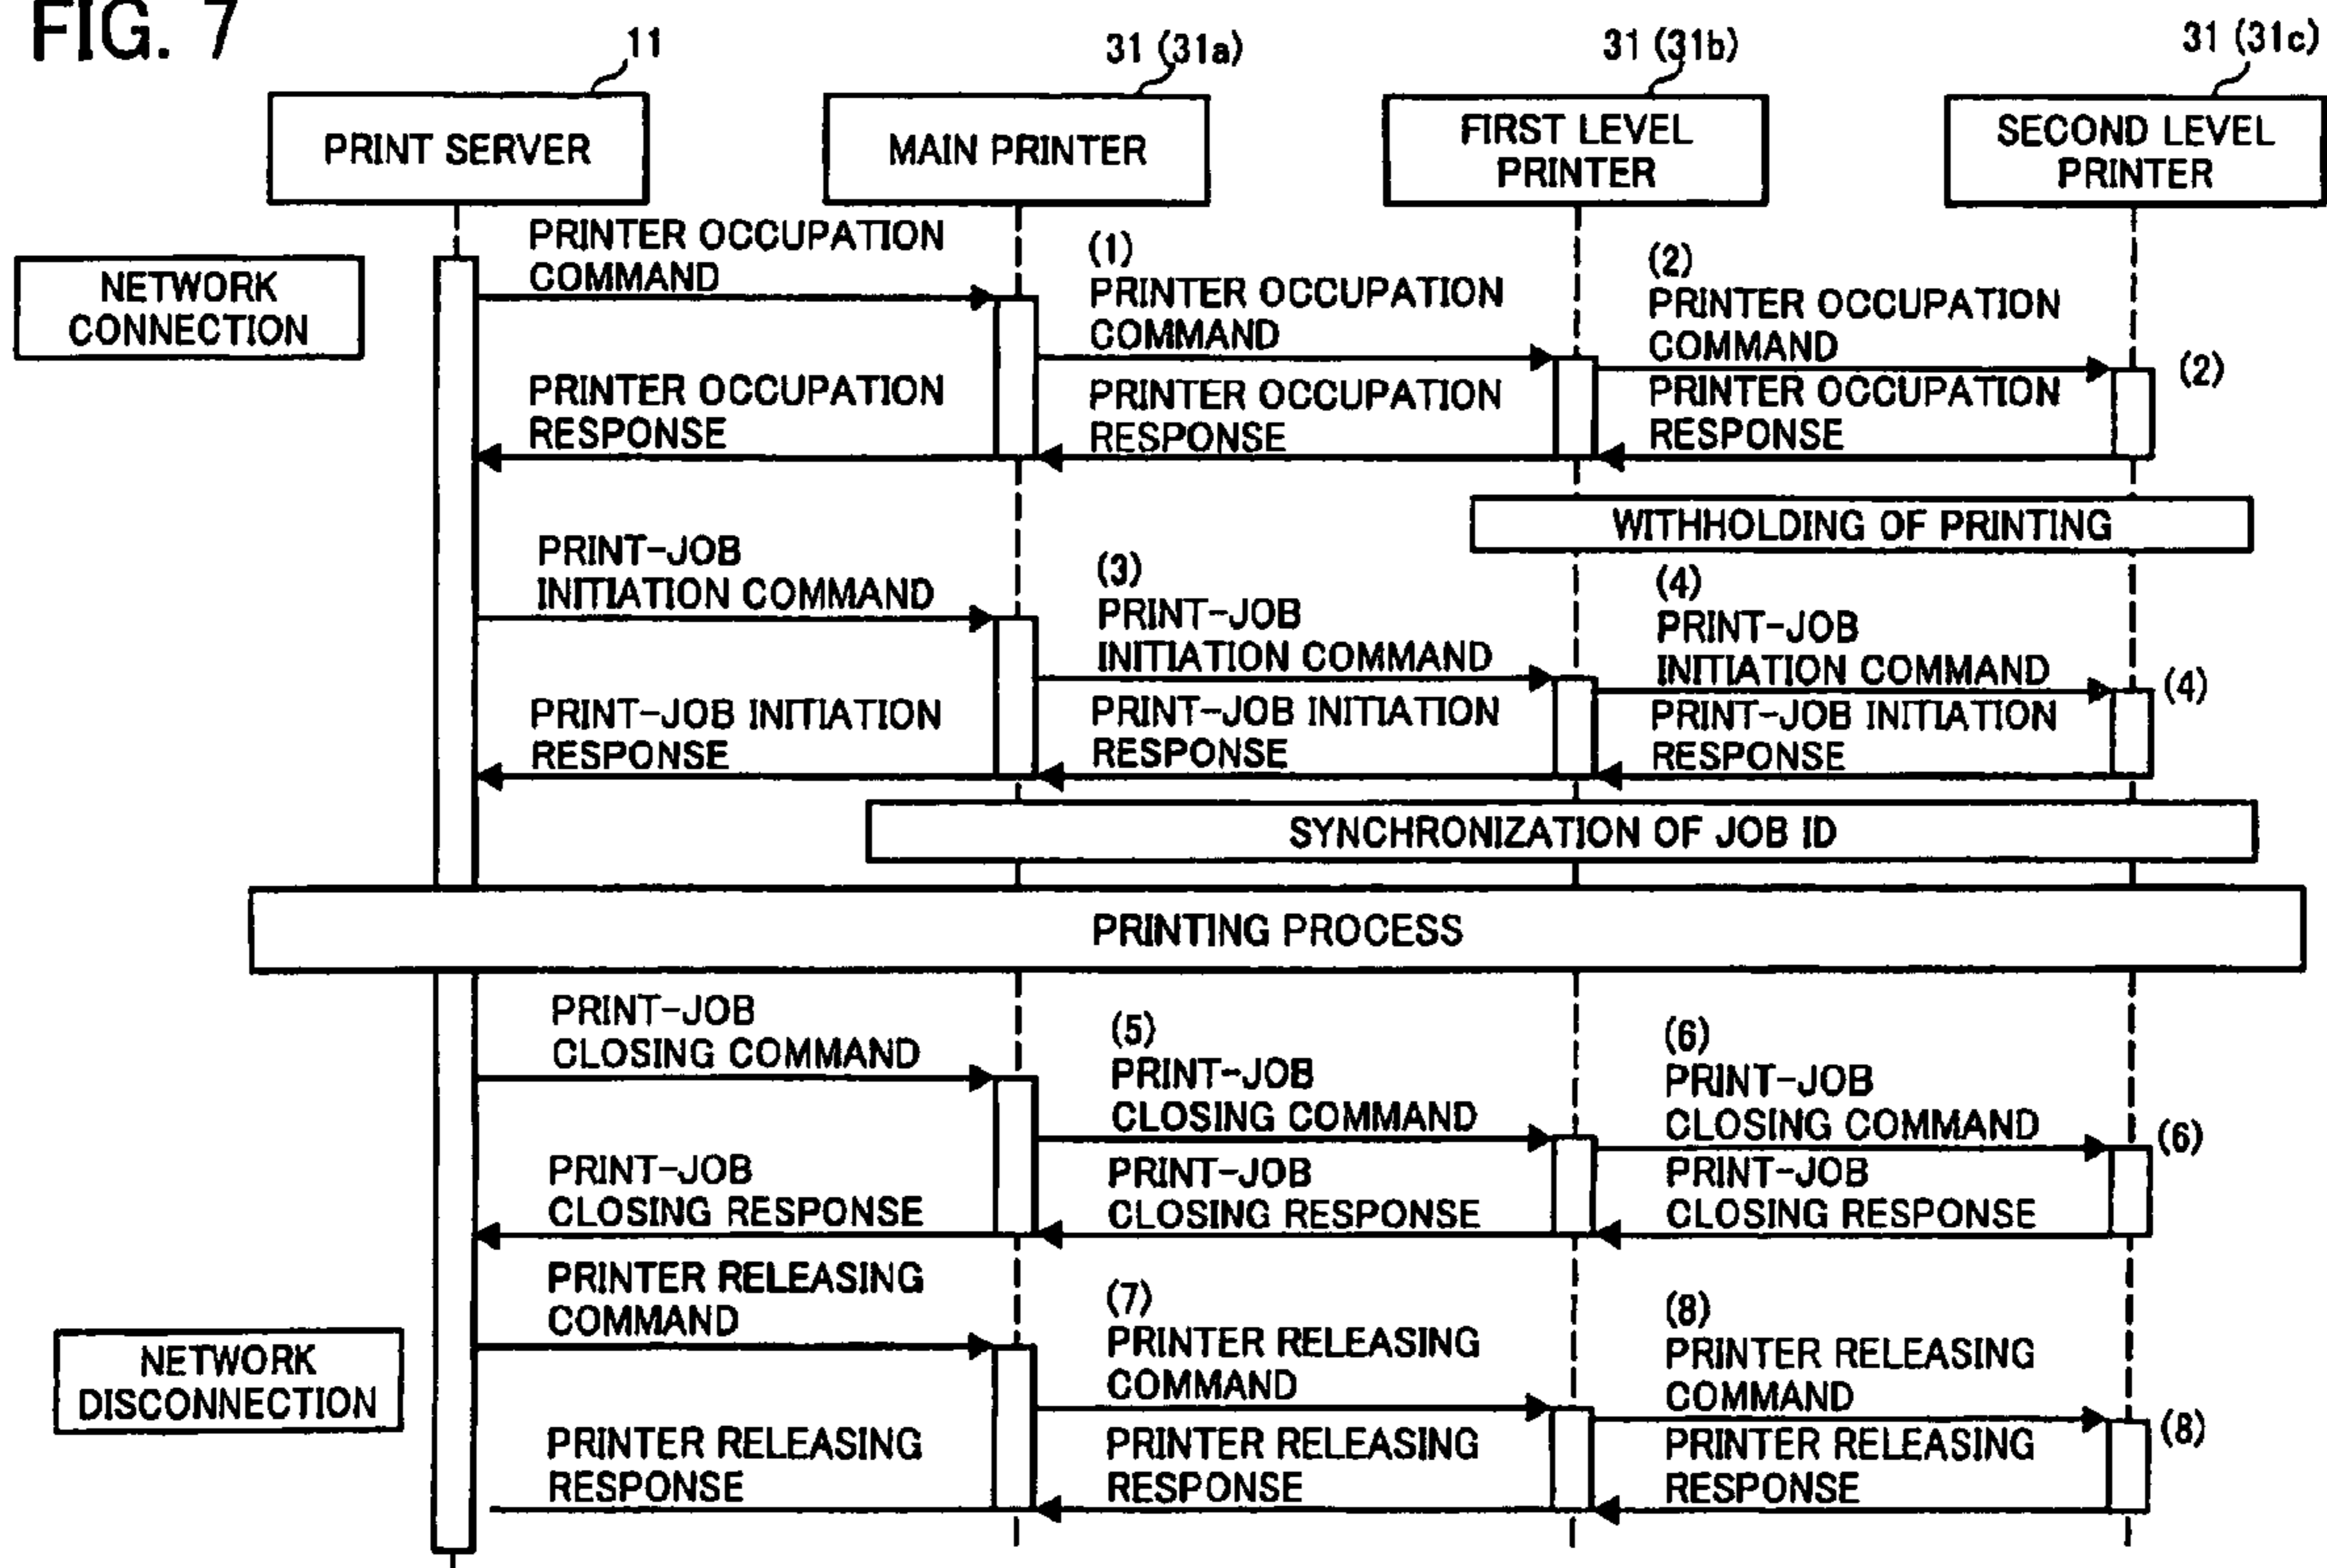 FIG. 7
11
31 (31a)
31 (31b)
31 (31c)
PRINT SERVER
MAIN PRINTER
FIRST LEVEL
PRINTER
SECOND LEVEL
PRINTER
NETWORK
CONNECTION
PRINTER OCCUPATION
COMMAND
(1)
PRINTER OCCUPATION
COMMAND
(2)
PRINTER OCCUPATION
COMMAND
(2)
PRINTER OCCUPATION
RESPONSE
PRINTER OCCUPATION
RESPONSE
PRINTER OCCUPATION
RESPONSE
WITHHOLDING OF PRINTING
PRINT-JOB
INITIATION COMMAND
(3)
PRINT-JOB
INITIATION COMMAND
(4)
PRINT-JOB
INITIATION COMMAND
(4)
PRINT-JOB INITIATION
RESPONSE
PRINT-JOB INITIATION
RESPONSE
PRINT-JOB INITIATION
RESPONSE
SYNCHRONIZATION OF JOB ID
PRINTING PROCESS
PRINT-JOB
CLOSING COMMAND
(5)
PRINT-JOB
CLOSING COMMAND
(6)
PRINT-JOB
CLOSING COMMAND
(6)
PRINT-JOB
CLOSING RESPONSE
PRINT-JOB
CLOSING RESPONSE
PRINT-JOB
CLOSING RESPONSE
NETWORK
DISCONNECTION
PRINTER RELEASING
COMMAND
(7)
PRINTER RELEASING
COMMAND
(8)
PRINTER RELEASING
COMMAND
(8)
PRINTER RELEASING
RESPONSE
PRINTER RELEASING
RESPONSE
PRINTER RELEASING
RESPONSE